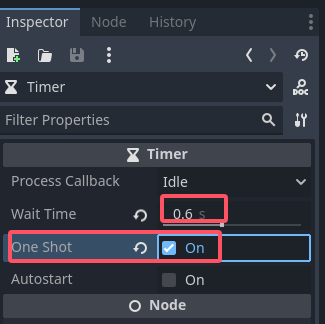 Inspector Node History
Timer
DOC
Filter Properties
Timer
Process Callback Idle
Wait Time 0.6 s
One Shot On
Autostart On
Node